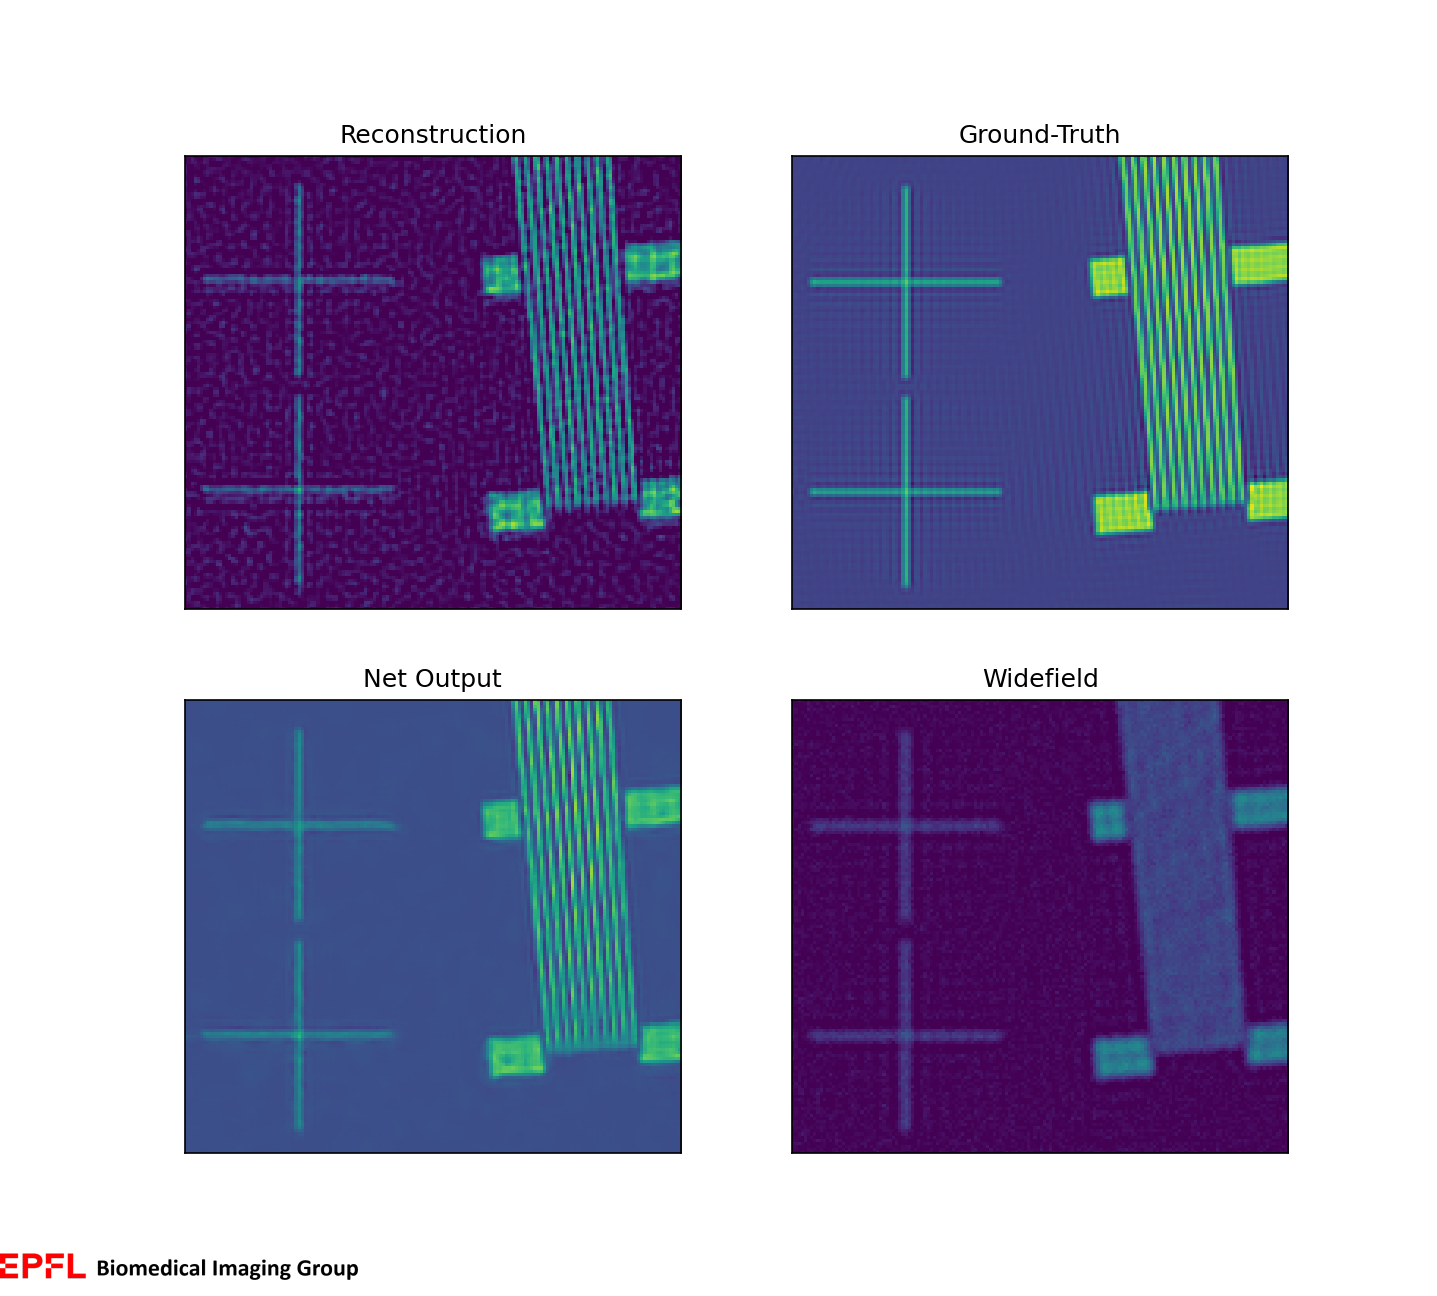 Reconstruction
Ground-Truth
Net Output
Widefield
EPFL Biomedical Imaging Group